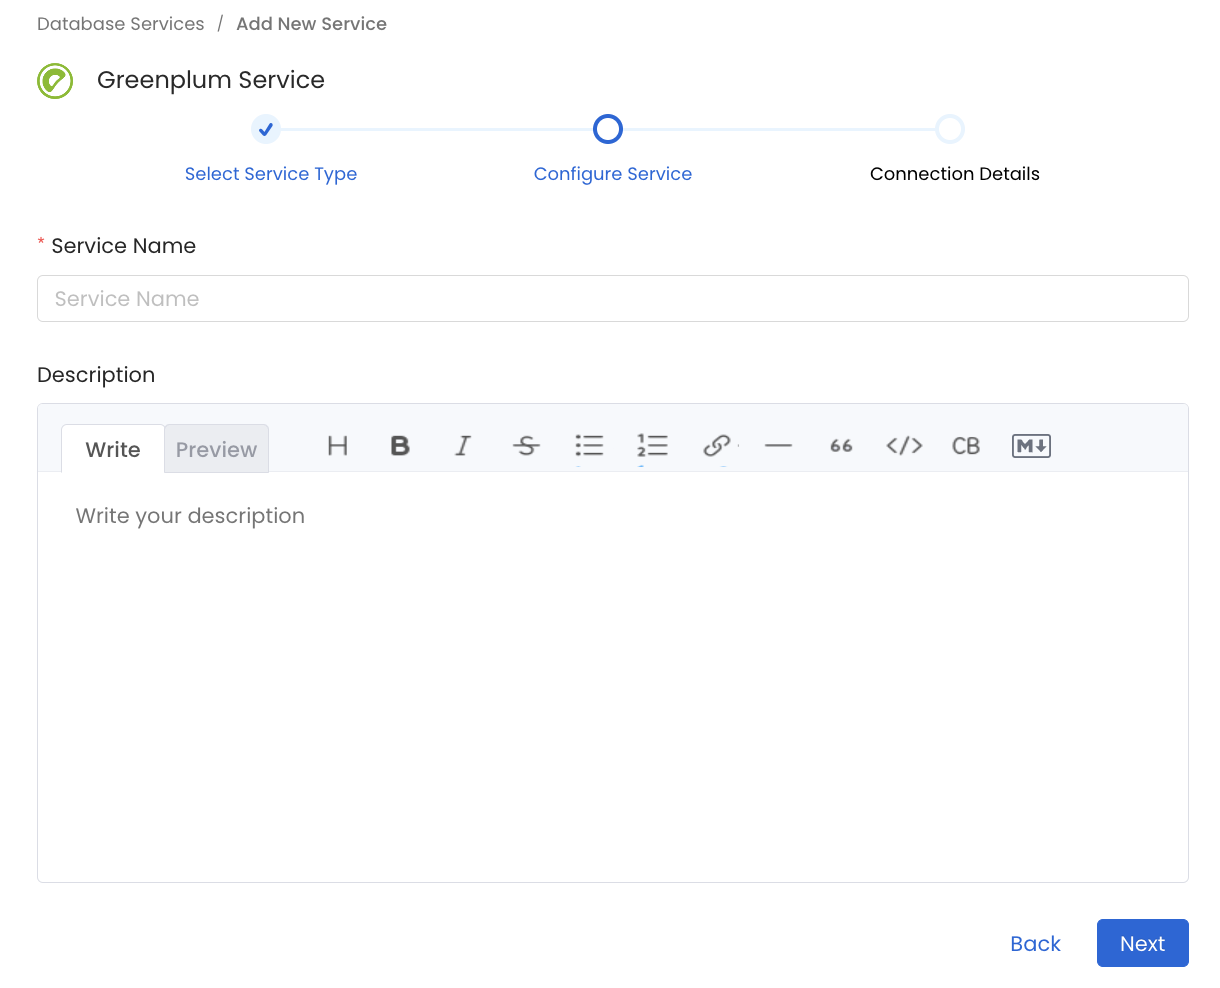 Database Services / Add New Service
Greenplum Service
Select Service Type
Configure Service
Connection Details
* Service Name
Service Name
Description
Write Preview H B I S 66 </> CB M↓
Write your description
Back Next